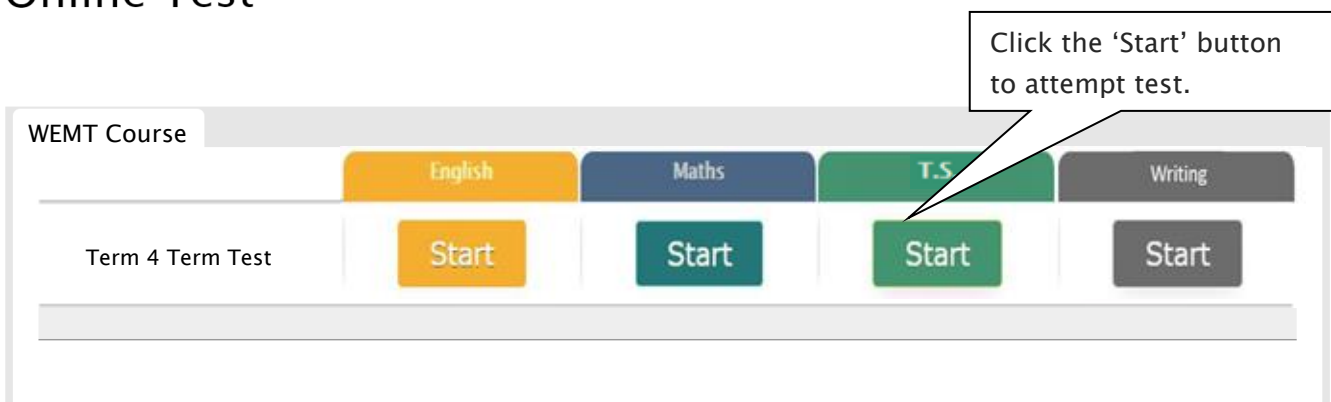 Online Test
Click the ‘Start’ button
to attempt test.
WEMT Course
English Maths T.S Writing
Term 4 Term Test Start Start Start Start